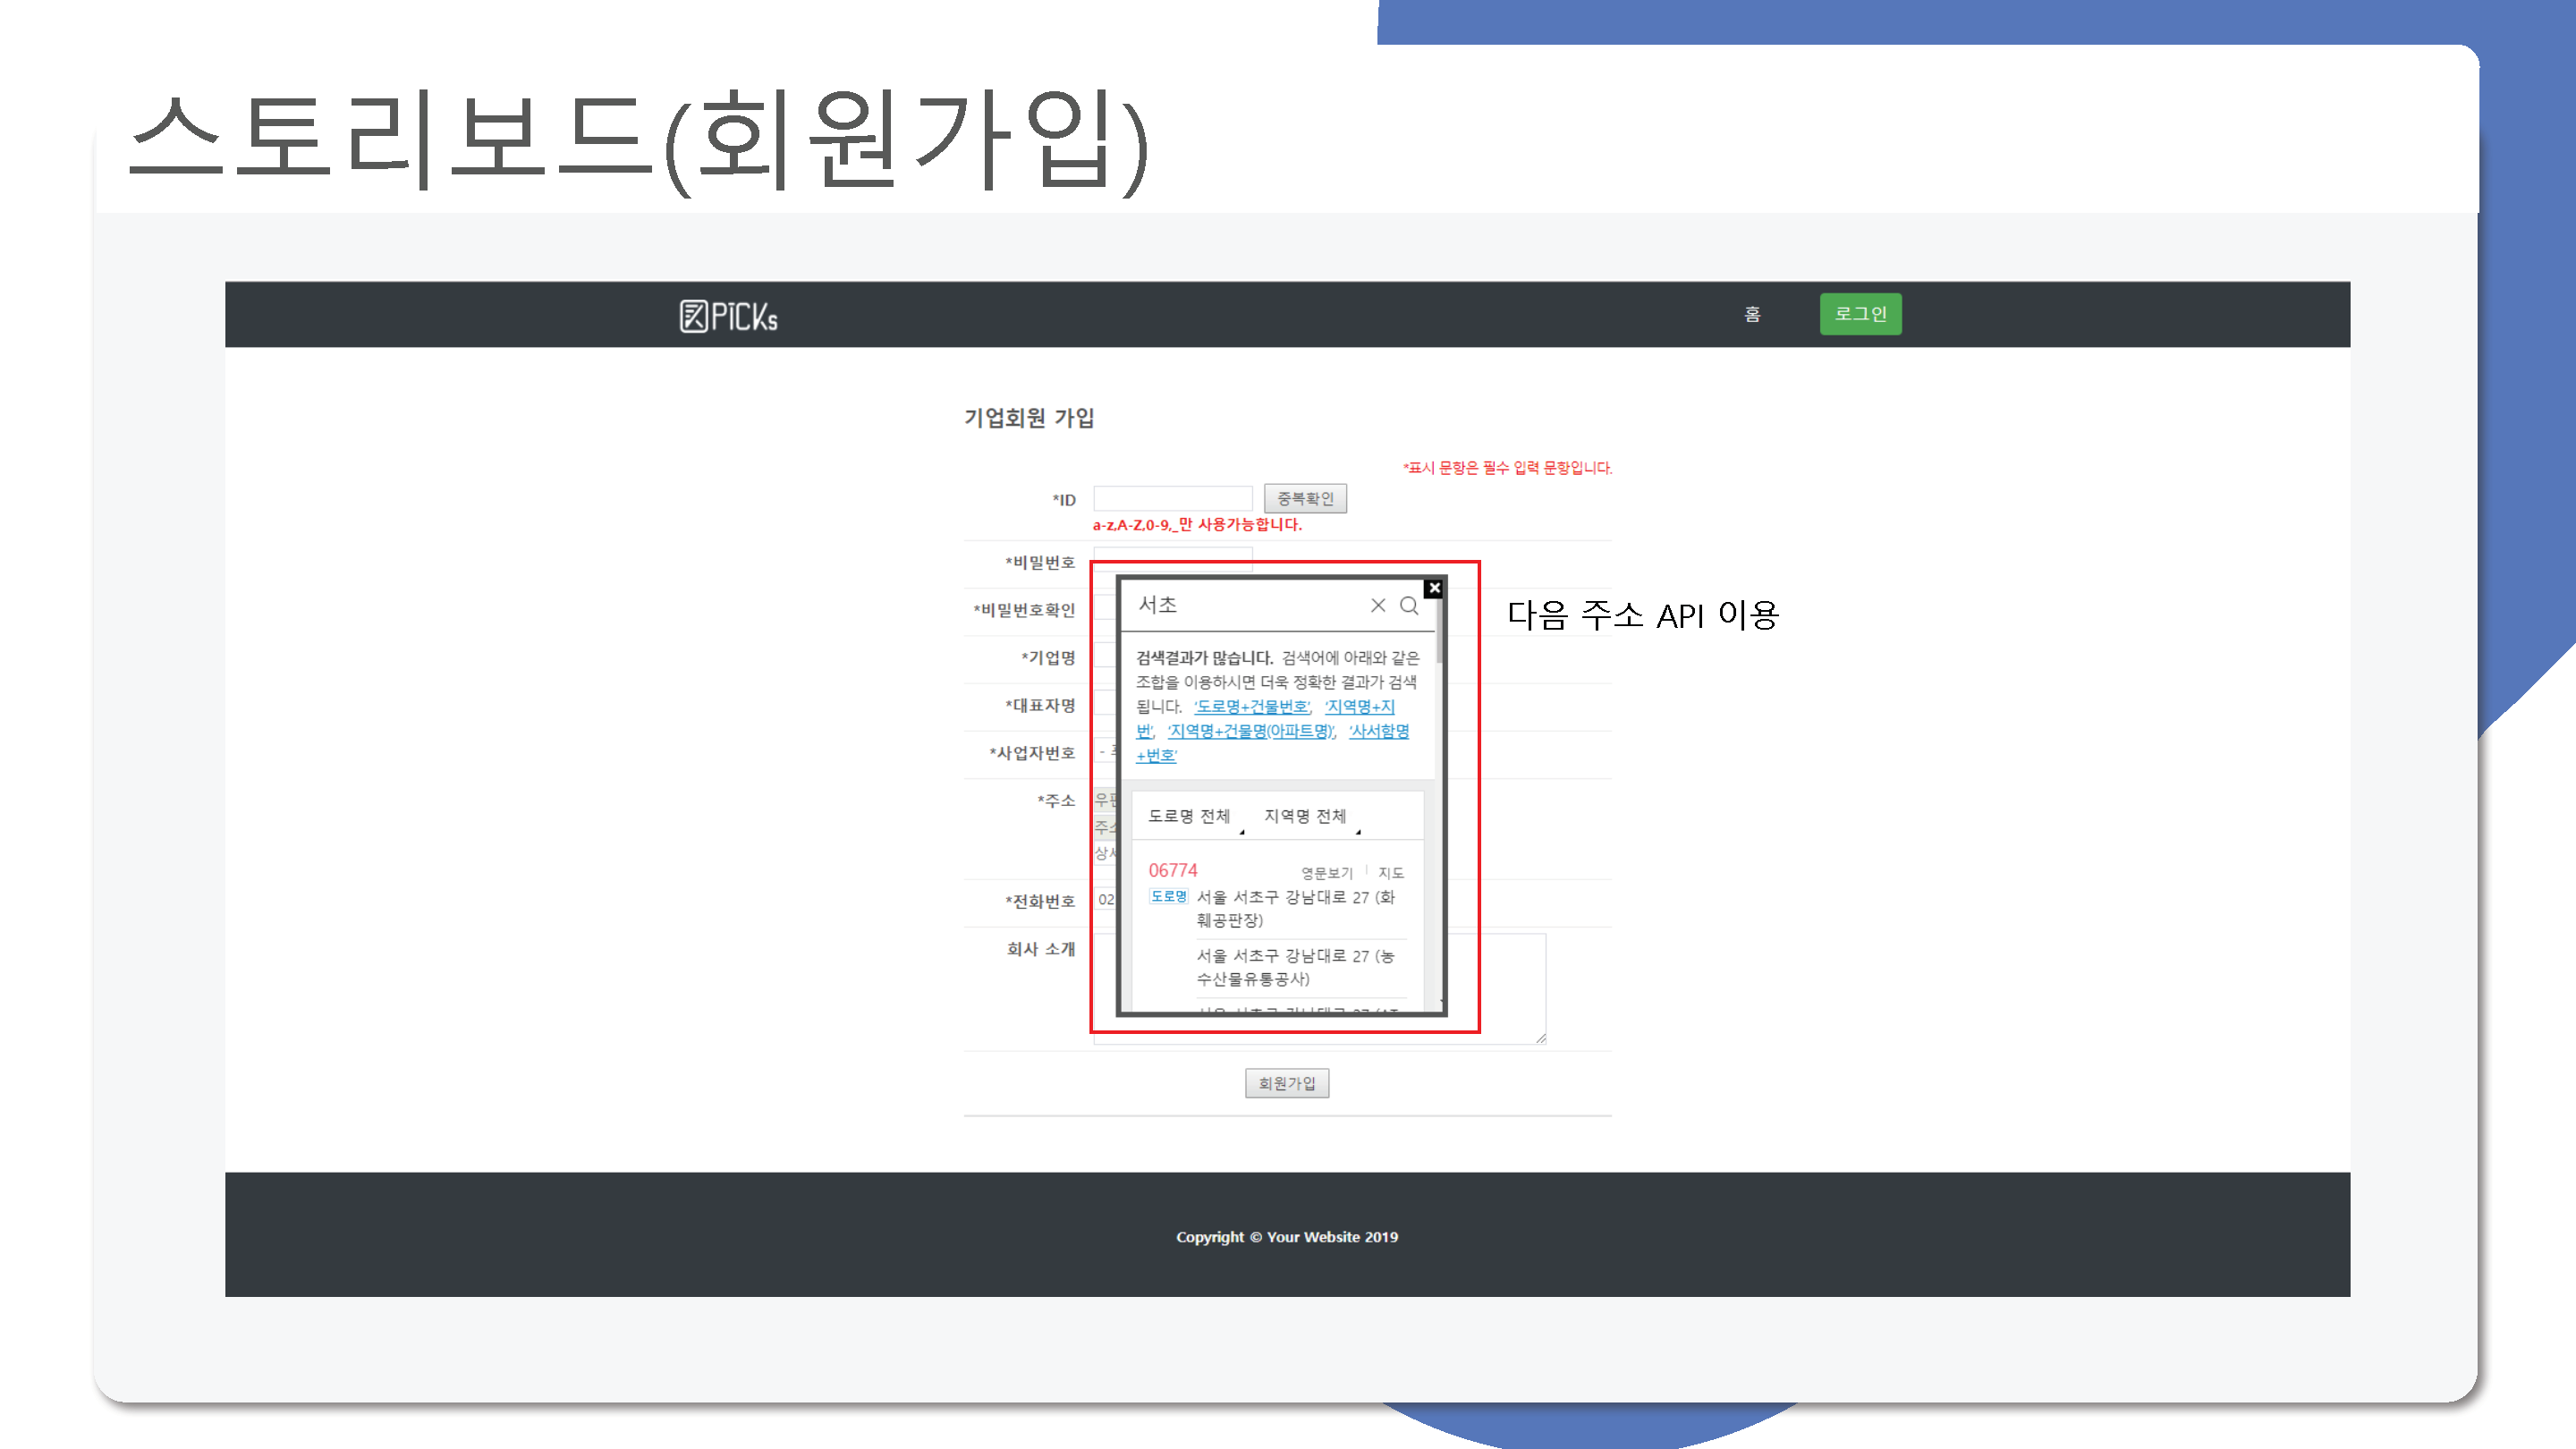 스토리보드(회원가입)
PiCKs
홈
로그인
기업회원 가입
*표시 문항은 필수 입력 문항입니다.
*ID
중복확인
a-z,A-Z,0-9,_만 사용가능합니다.
*비밀번호
*비밀번호확인
*기업명
*대표자명
*사업자번호
*주소
*전화번호
02
회사 소개
서초
검색결과가 많습니다. 검색어에 아래와 같은
조합을 이용하시면 더욱 정확한 결과가 검색
됩니다. '도로명+건물번호', '지역명+지
번', '지역명+건물명(아파트명)', '사서함명
+번호'
도로명 전체
지역명 전체
06774
영문보기
지도
도로명
서울 서초구 강남대로 27 (화
훼공판장)
서울 서초구 강남대로 27 (농
수산물유통공사)
다음 주소 API 이용
회원가입
Copyright © Your Website 2019